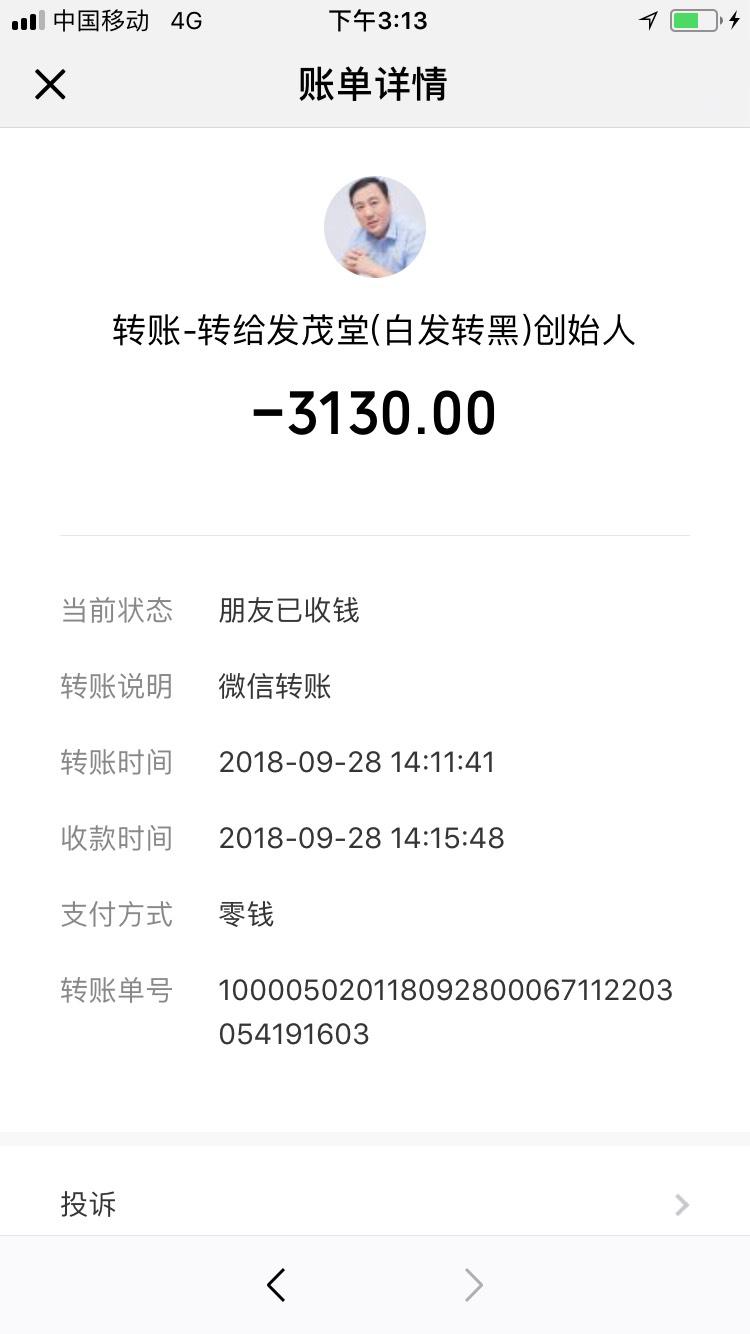 中国移动 4G 下午3:13
账单详情
转账-转给发茂堂(白发转黑)创始人
-3130.00
当前状态 朋友已收钱
转账说明 微信转账
转账时间 2018-09-28 14:11:41
收款时间 2018-09-28 14:15:48
支付方式 零钱
转账单号 100005020118092800067112203
054191603
投诉